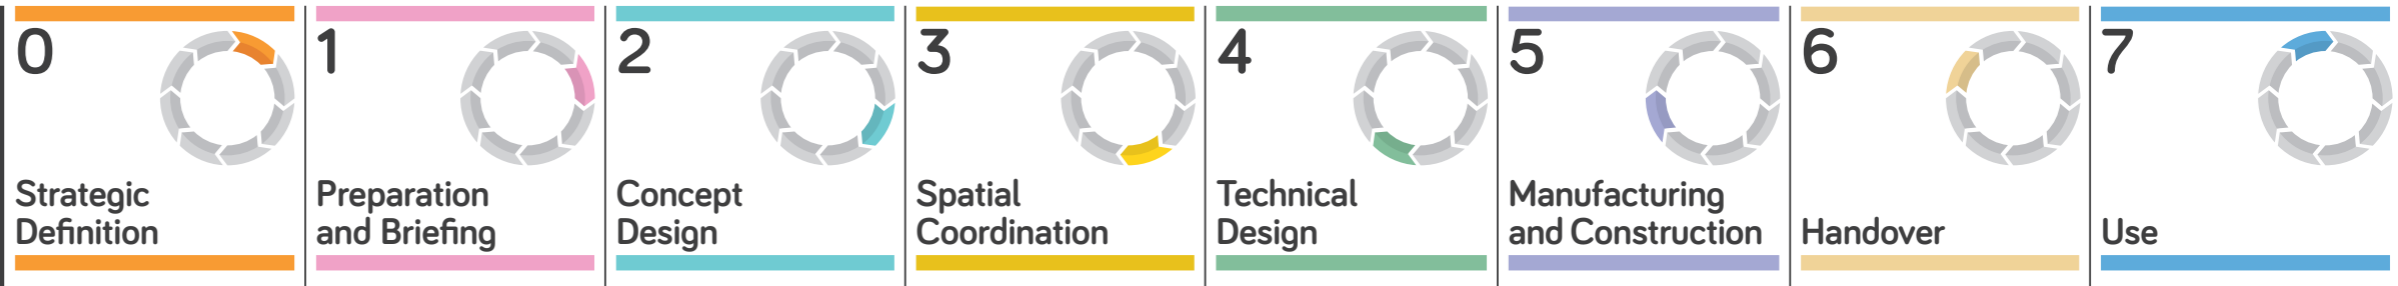 0
Strategic
Definition
1
Preparation
and Briefing
2
Concept
Design
3
Spatial
Coordination
4
Technical
Design
5
Manufacturing
and Construction
6
Handover
7
Use